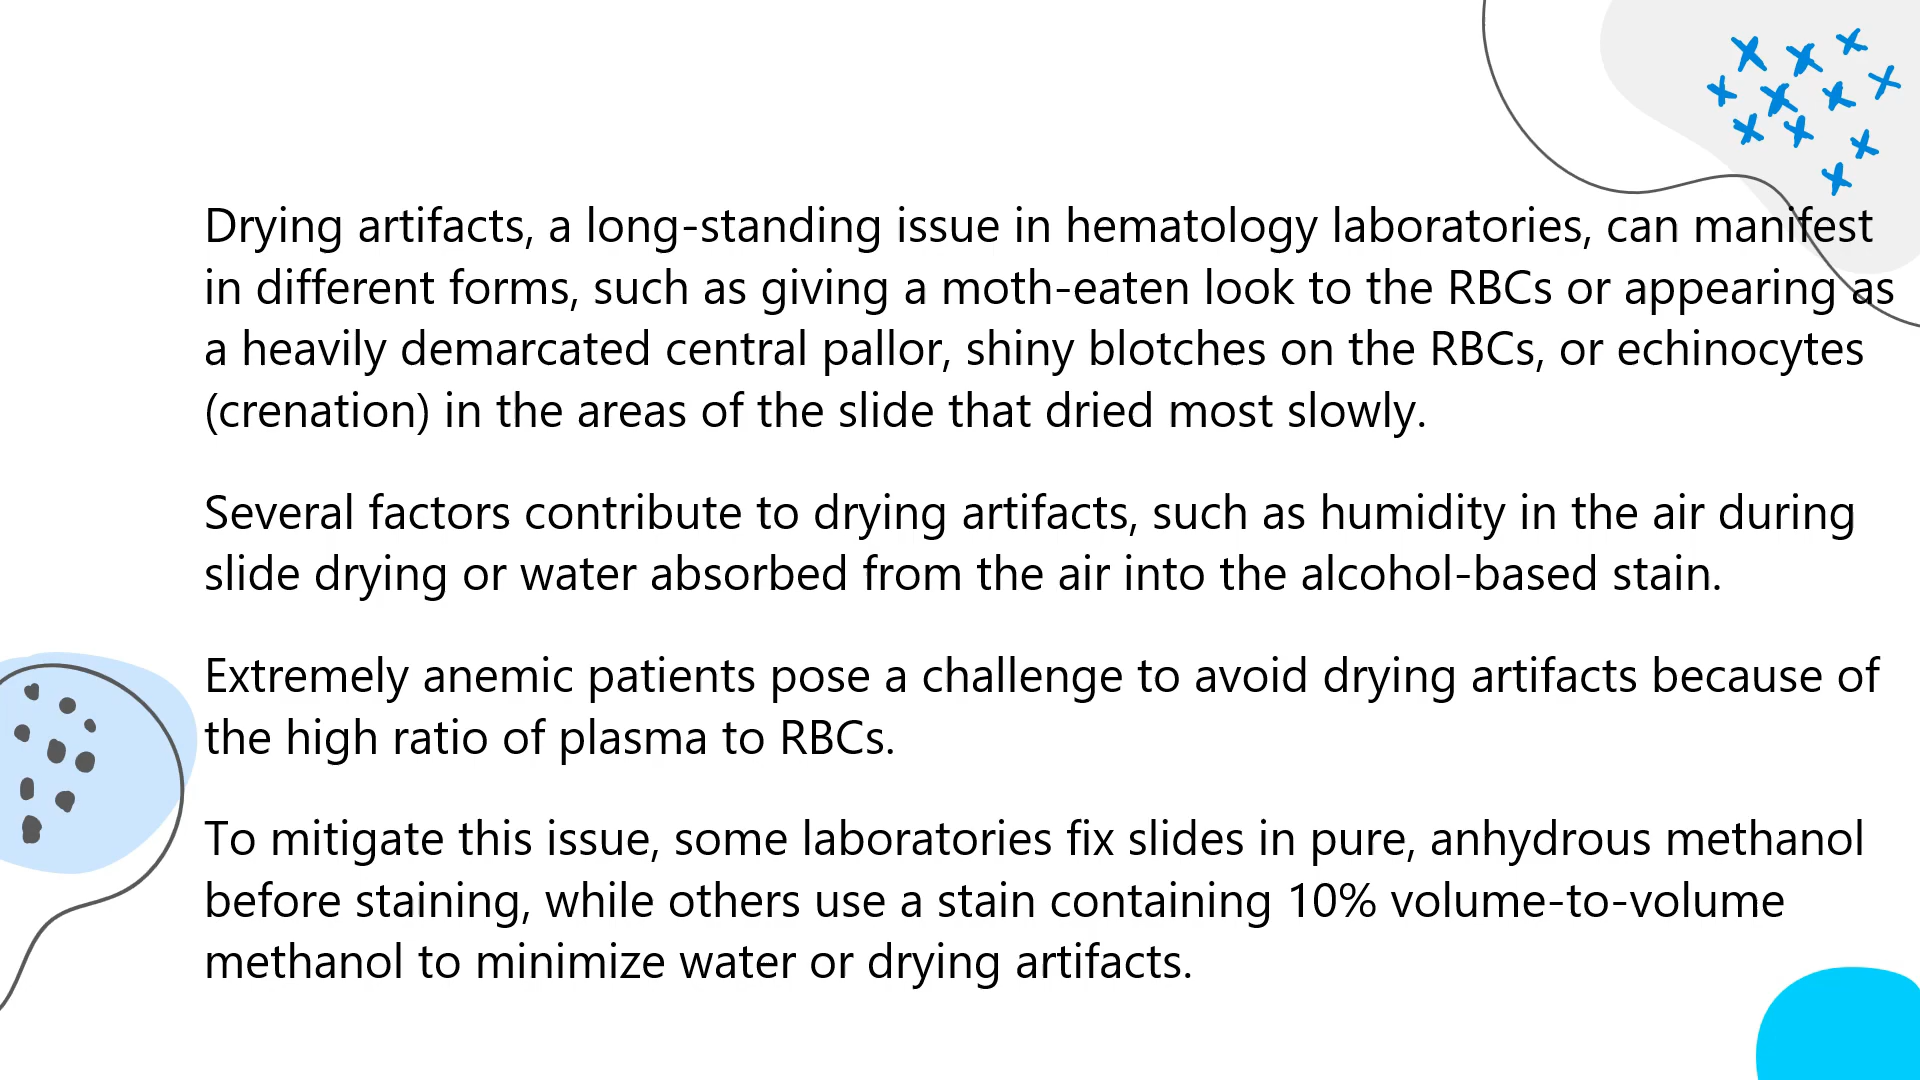 Drying artifacts, a long-standing issue in hematology laboratories, can manifest
in different forms, such as giving a moth-eaten look to the RBCs or appearing as
a heavily demarcated central pallor, shiny blotches on the RBCs, or echinocytes
(crenation) in the areas of the slide that dried most slowly.
Several factors contribute to drying artifacts, such as humidity in the air during
slide drying or water absorbed from the air into the alcohol-based stain.
Extremely anemic patients pose a challenge to avoid drying artifacts because of
the high ratio of plasma to RBCs.
To mitigate this issue, some laboratories fix slides in pure, anhydrous methanol
before staining, while others use a stain containing 10% volume-to-volume
methanol to minimize water or drying artifacts.